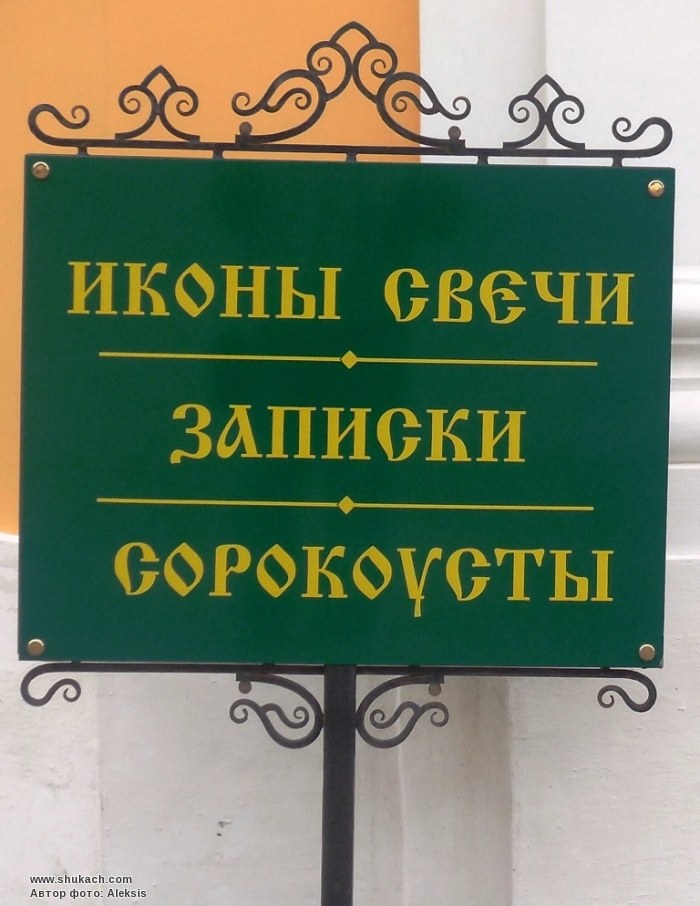 ИКОНЫ СВЕЧИ
ЗАПИСКИ
СОРОКОУСТЫ
www.shukach.com
Автор фото: Aleksis